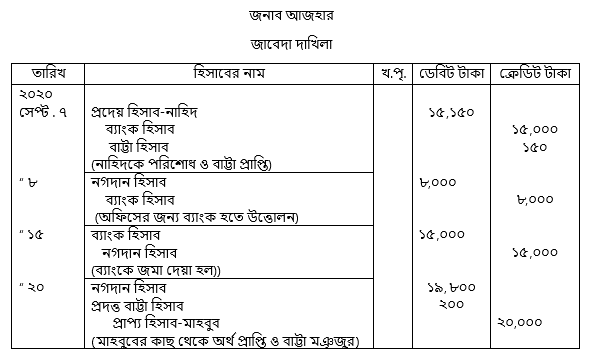 জনাব আজহার
জাবেদা দাখিলা
তারিখ হিসাবের নাম খ.পৃ. ডেবিট টাকা ক্রেডিট টাকা
২০২০
সেপ্ট . ৭ প্রদেয় হিসাব-নাহিদ ১৫,১৫০
ব্যাংক হিসাব ১৫,০০০
বাট্টা হিসাব ১৫০
(নাহিদকে পরিশোধ ও বাট্টা প্রাপ্তি)
" ৮ নগদান হিসাব ৮,০০০
ব্যাংক হিসাব ৮,০০০
(অফিসের জন্য ব্যাংক হতে উত্তোলন)
" ১৫ ব্যাংক হিসাব ১৫,০০০
নগদান হিসাব ১৫,০০০
(ব্যাংকে জমা দেয়া হল))
" ২০ নগদান হিসাব ১৯,৮০০
প্রদত্ত বাট্টা হিসাব ২০০
প্রাপ্য হিসাব-মাহবুব ২০,০০০
(মাহবুবের কাছ থেকে অর্থ প্রাপ্তি ও বাট্টা মঞ্জুর)